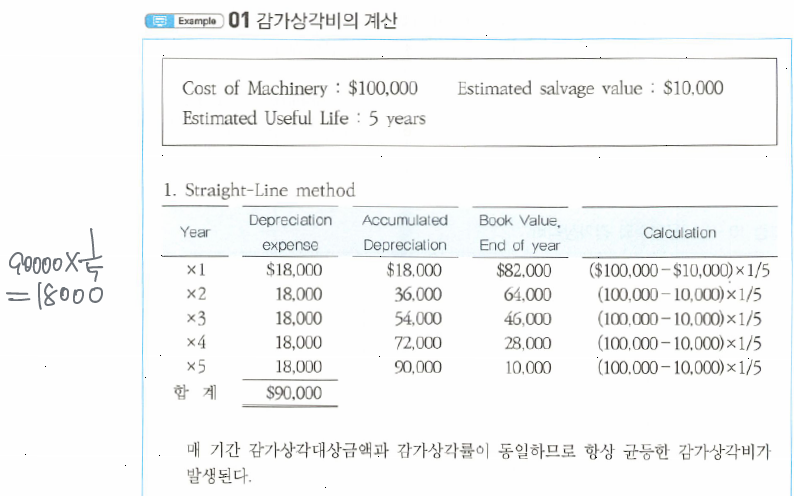 Example 01 감가상각비의 계산
Cost of Machinery : $100,000 Estimated salvage value : $10,000
Estimated Useful Life : 5 years
1. Straight-Line method
Year Depreciation expense Accumulated Depreciation Book Value, End of year Calculation
×1 $18,000 $18,000 $82,000 ($100,000-$10,000)×1/5
×2 18,000 36,000 64,000 (100,000-10,000)×1/5
×3 18,000 54,000 46,000 (100,000-10,000)×1/5
×4 18,000 72,000 28,000 (100,000-10,000)×1/5
×5 18,000 90,000 10,000 (100,000-10,000)×1/5
합 계 $90,000
90000×1/5
=18000
매 기간 감가상각대상금액과 감가상각률이 동일하므로 항상 균등한 감가상각비가
발생된다.